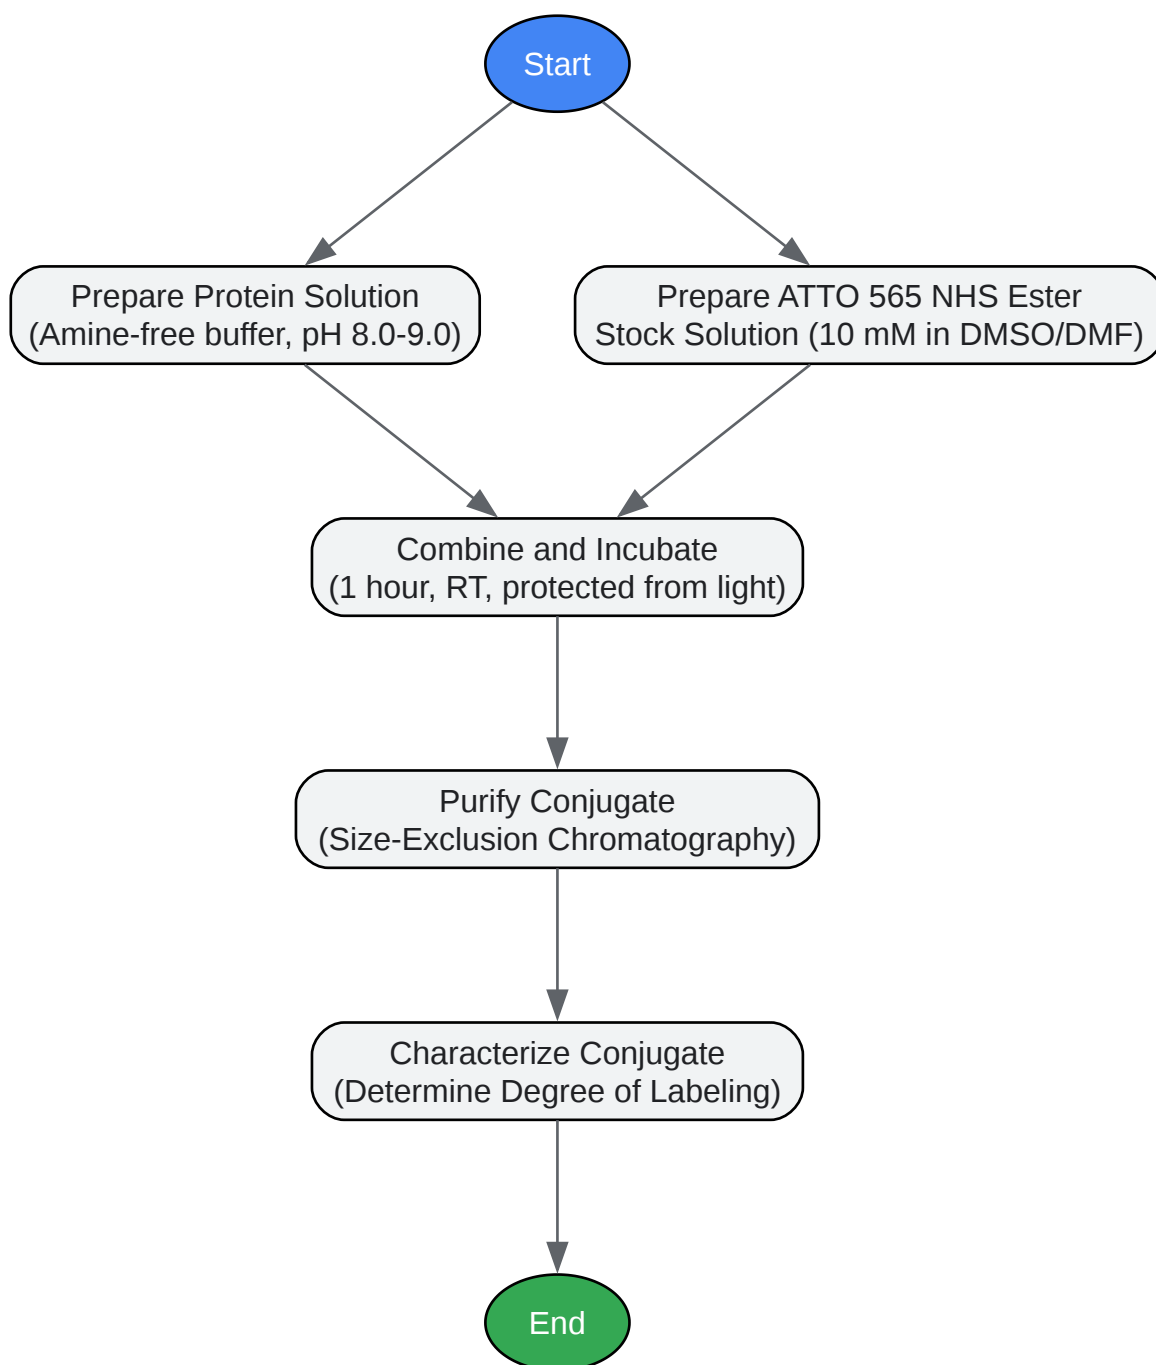 Start
Prepare Protein Solution
(Amine-free buffer, pH 8.0-9.0)
Prepare ATTO 565 NHS Ester
Stock Solution (10 mM in DMSO/DMF)
Combine and Incubate
(1 hour, RT, protected from light)
Purify Conjugate
(Size-Exclusion Chromatography)
Characterize Conjugate
(Determine Degree of Labeling)
End